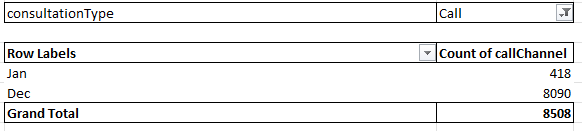 consultationType Call
Row Labels Count of callChannel
Jan 418
Dec 8090
Grand Total 8508